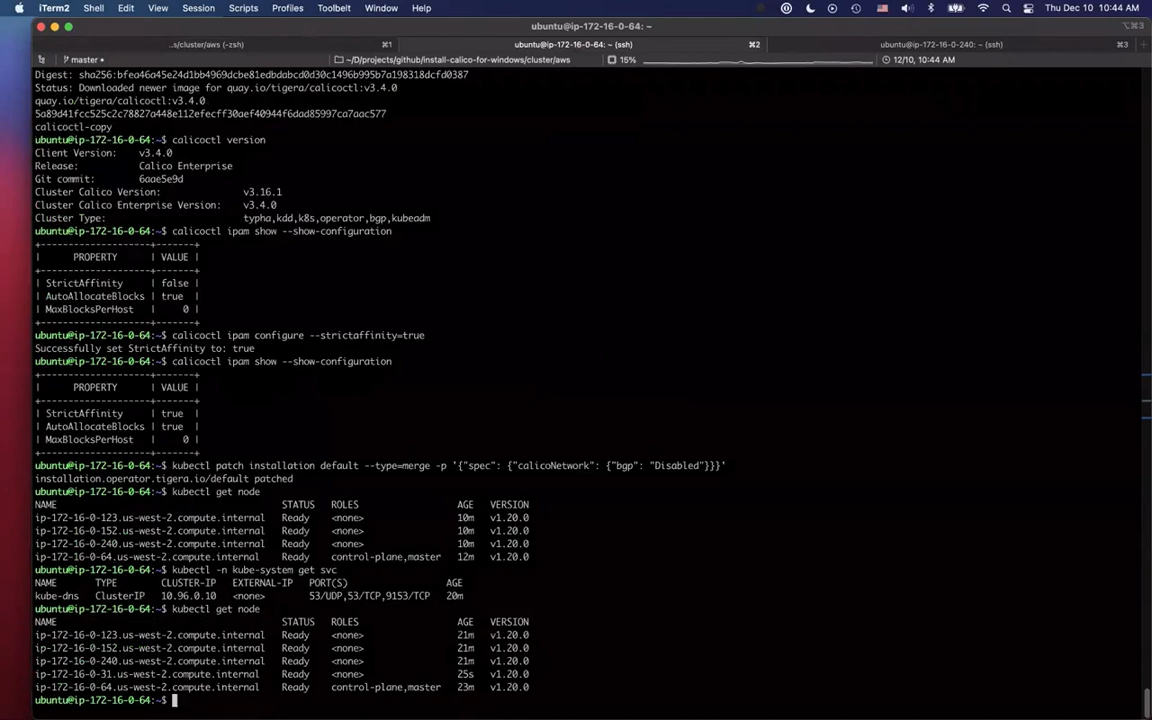 iTerm2 Shell Edit View Session Scripts Profiles Toolbelt Window Help Thu Dec 10 10:44 AM
ubuntu@ip-172-16-0-64: ~
⌥⌘3
..s/cluster/aws (-zsh) ⌘1 ubuntu@ip-172-16-0-64: ~ (ssh) ⌘2 ubuntu@ip-172-16-0-240: ~ (ssh) ⌘3
master • ~/D/projects/github/install-calico-for-windows/cluster/aws 15% 12/10, 10:44 AM
Digest: sha256:bfea46a45e24d1bb4969dcbe81edbdabcd0d30c1496b995b7a198318dcf0387
Status: Downloaded newer image for quay.io/tigera/calicoctl:v3.4.0
quay.io/tigera/calicoctl:v3.4.0
5a89d41fcc525c2c78827a448e112efecff30aef40944f6dad85997ca7aac577
calicoctl-copy
ubuntu@ip-172-16-0-64:~$ calicoctl version
Client Version: v3.4.0
Release: Calico Enterprise
Git commit: 6aae5e9d
Cluster Calico Version: v3.16.1
Cluster Calico Enterprise Version: v3.4.0
Cluster Type: typha,kdd,k8s,operator,bgp,kubeadm
ubuntu@ip-172-16-0-64:~$ calicoctl ipam show --show-configuration
+--------------------+-------+
| PROPERTY | VALUE |
+--------------------+-------+
| StrictAffinity | false |
| AutoAllocateBlocks | true |
| MaxBlocksPerHost | 0 |
+--------------------+-------+
ubuntu@ip-172-16-0-64:~$ calicoctl ipam configure --strictaffinity=true
Successfully set StrictAffinity to: true
ubuntu@ip-172-16-0-64:~$ calicoctl ipam show --show-configuration
+--------------------+-------+
| PROPERTY | VALUE |
+--------------------+-------+
| StrictAffinity | true |
| AutoAllocateBlocks | true |
| MaxBlocksPerHost | 0 |
+--------------------+-------+
ubuntu@ip-172-16-0-64:~$ kubectl patch installation default --type=merge -p '{"spec": {"calicoNetwork": {"bgp": "Disabled"}}}'
installation.operator.tigera.io/default patched
ubuntu@ip-172-16-0-64:~$ kubectl get node
NAME STATUS ROLES AGE VERSION
ip-172-16-0-123.us-west-2.compute.internal Ready <none> 10m v1.20.0
ip-172-16-0-152.us-west-2.compute.internal Ready <none> 10m v1.20.0
ip-172-16-0-240.us-west-2.compute.internal Ready <none> 10m v1.20.0
ip-172-16-0-64.us-west-2.compute.internal Ready control-plane,master 12m v1.20.0
ubuntu@ip-172-16-0-64:~$ kubectl -n kube-system get svc
NAME TYPE CLUSTER-IP EXTERNAL-IP PORT(S) AGE
kube-dns ClusterIP 10.96.0.10 <none> 53/UDP,53/TCP,9153/TCP 20m
ubuntu@ip-172-16-0-64:~$ kubectl get node
NAME STATUS ROLES AGE VERSION
ip-172-16-0-123.us-west-2.compute.internal Ready <none> 21m v1.20.0
ip-172-16-0-152.us-west-2.compute.internal Ready <none> 21m v1.20.0
ip-172-16-0-240.us-west-2.compute.internal Ready <none> 21m v1.20.0
ip-172-16-0-31.us-west-2.compute.internal Ready <none> 25s v1.20.0
ip-172-16-0-64.us-west-2.compute.internal Ready control-plane,master 23m v1.20.0
ubuntu@ip-172-16-0-64:~$